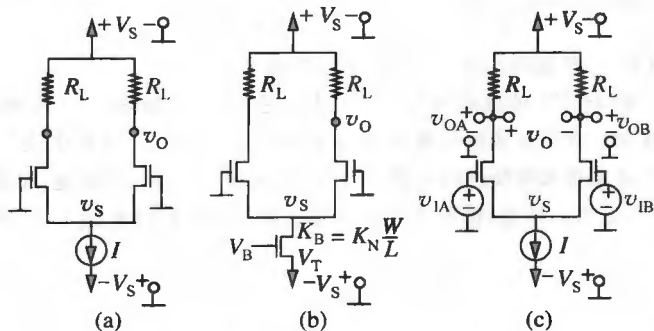 +V_S − +V_S − +V_S −
R_L R_L R_L R_L R_L R_L
v_OA + + v_O − + v_OB
v_O v_O − −
v_S v_S v_IA + − v_S + − v_IB
I V_B K_B = K_N W/L I
V_T
−V_S + −V_S + −V_S +
(a) (b) (c)